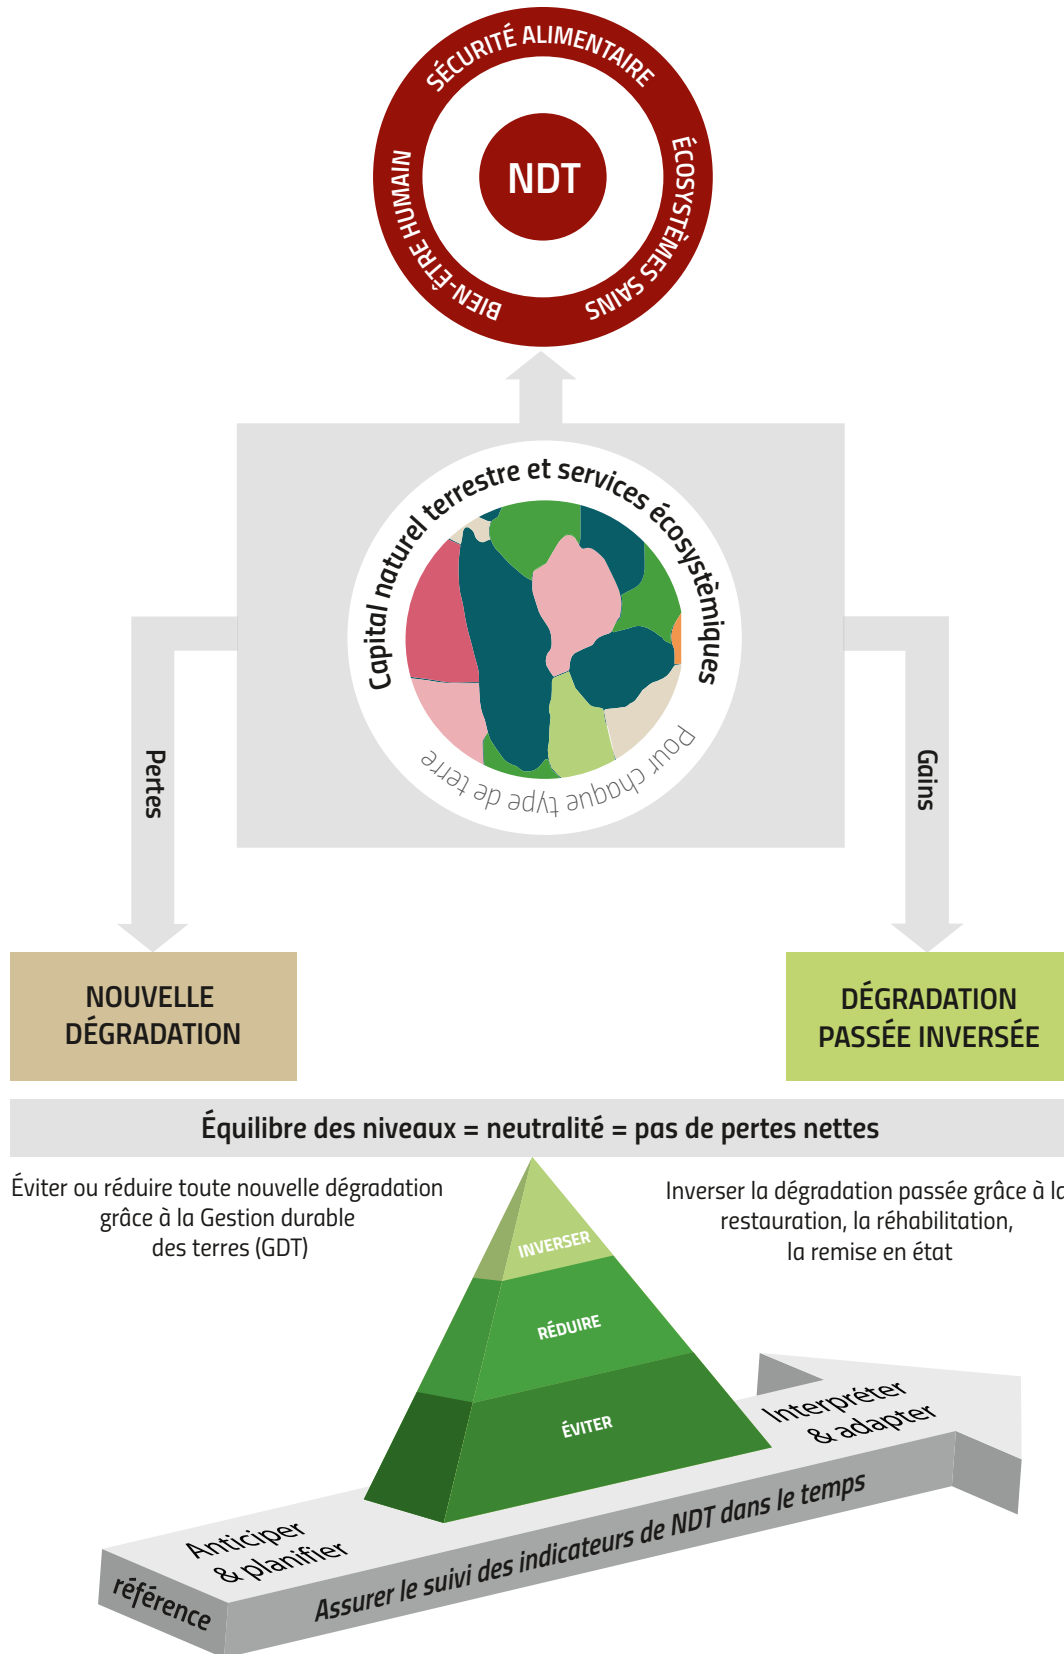 SÉCURITÉ ALIMENTAIRE
ÉCOSYSTÈMES SAINS
BIEN-ÊTRE HUMAIN
NDT
Capital naturel terrestre et services écosystèmiques
Pour chaque type de terre
Pertes
Gains
NOUVELLE
DÉGRADATION
DÉGRADATION
PASSÉE INVERSÉE
Équilibre des niveaux = neutralité = pas de pertes nettes
Éviter ou réduire toute nouvelle dégradation
grâce à la Gestion durable
des terres (GDT)
Inverser la dégradation passée grâce à la
restauration, la réhabilitation,
la remise en état
INVERSER
RÉDUIRE
ÉVITER
Interpréter
& adapter
Anticiper
& planifier
référence
Assurer le suivi des indicateurs de NDT dans le temps